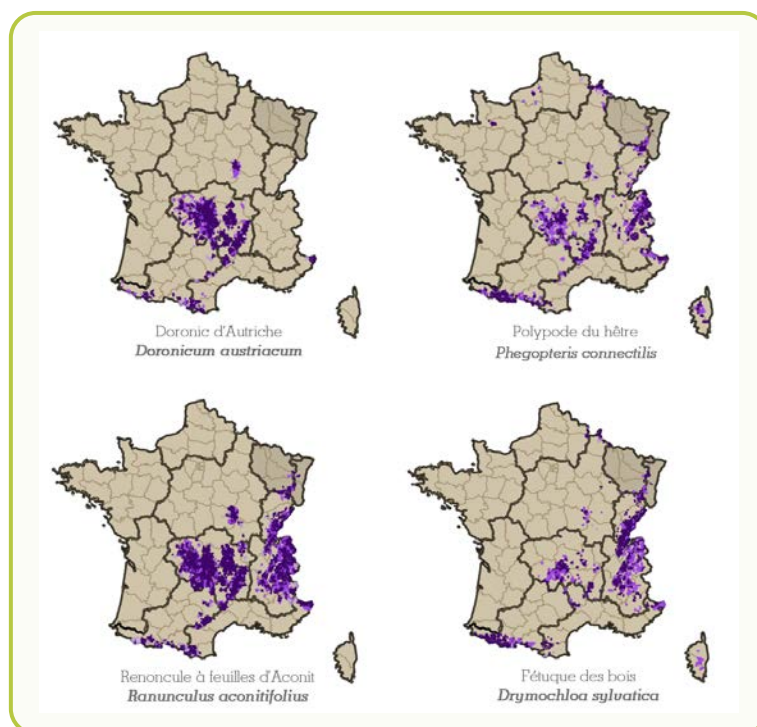 Doronic d'Autriche
Doronicum austriacum
Polypode du hêtre
Phegopteris connectilis
Renoncule à feuilles d'Aconit
Ranunculus aconitifolius
Fétuque des bois
Drymochloa sylvatica